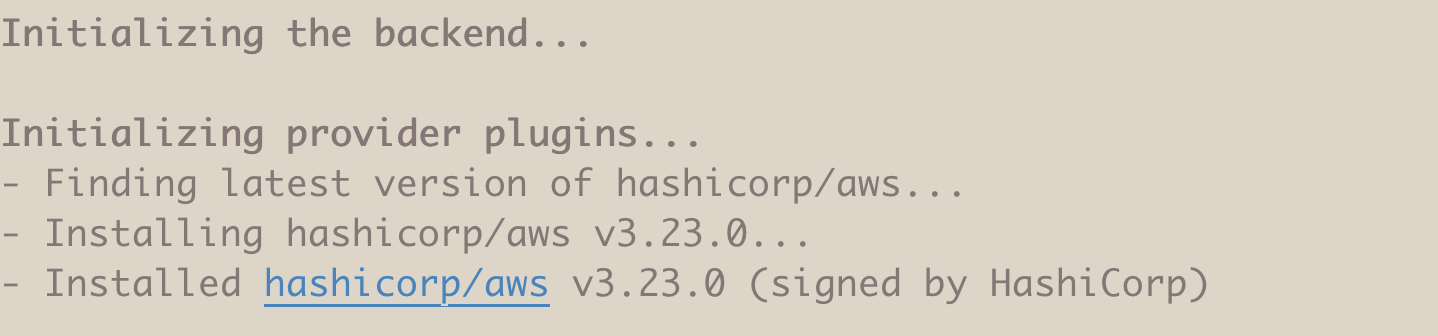 Initializing the backend...
Initializing provider plugins...
- Finding latest version of hashicorp/aws...
- Installing hashicorp/aws v3.23.0...
- Installed hashicorp/aws v3.23.0 (signed by HashiCorp)